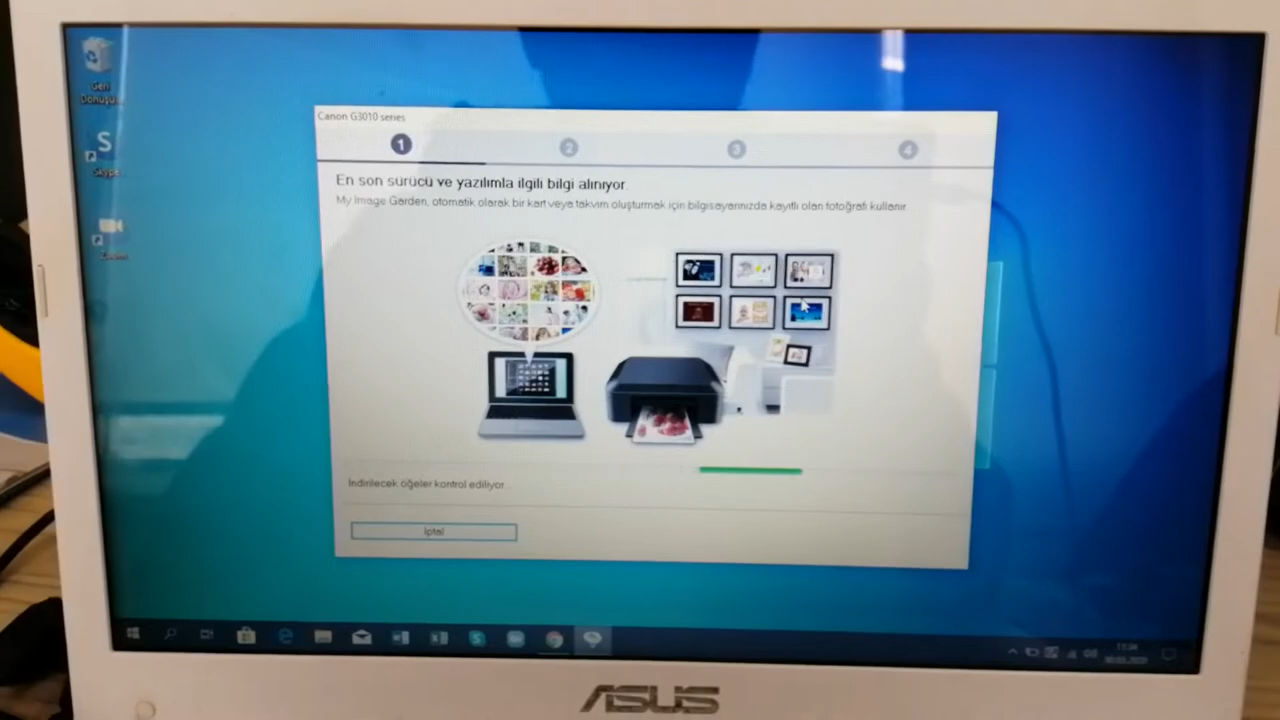 Geri
Dönüşü...
Skype
Canon G3010 series
1
2
3
4
En son sürücü ve yazılımla ilgili bilgi alınıyor.
My Image Garden, otomatik olarak bir kart veya takvim oluşturmak için bilgisayarınızda kayıtlı olan fotoğrafı kullanır.
İndirilecek öğeler kontrol ediliyor...
İptal
ASUS